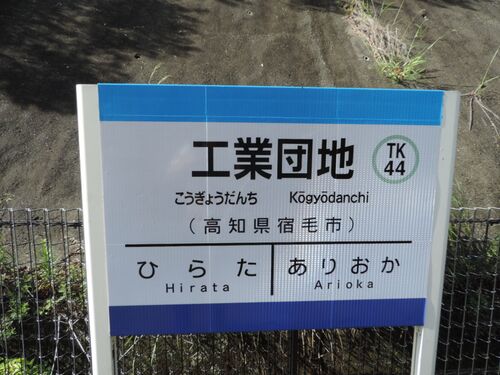 工業団地
TK
44
こうぎょうだんち Kōgyōdanchi
(高知県宿毛市)
ひらた ありおか
Hirata Arioka